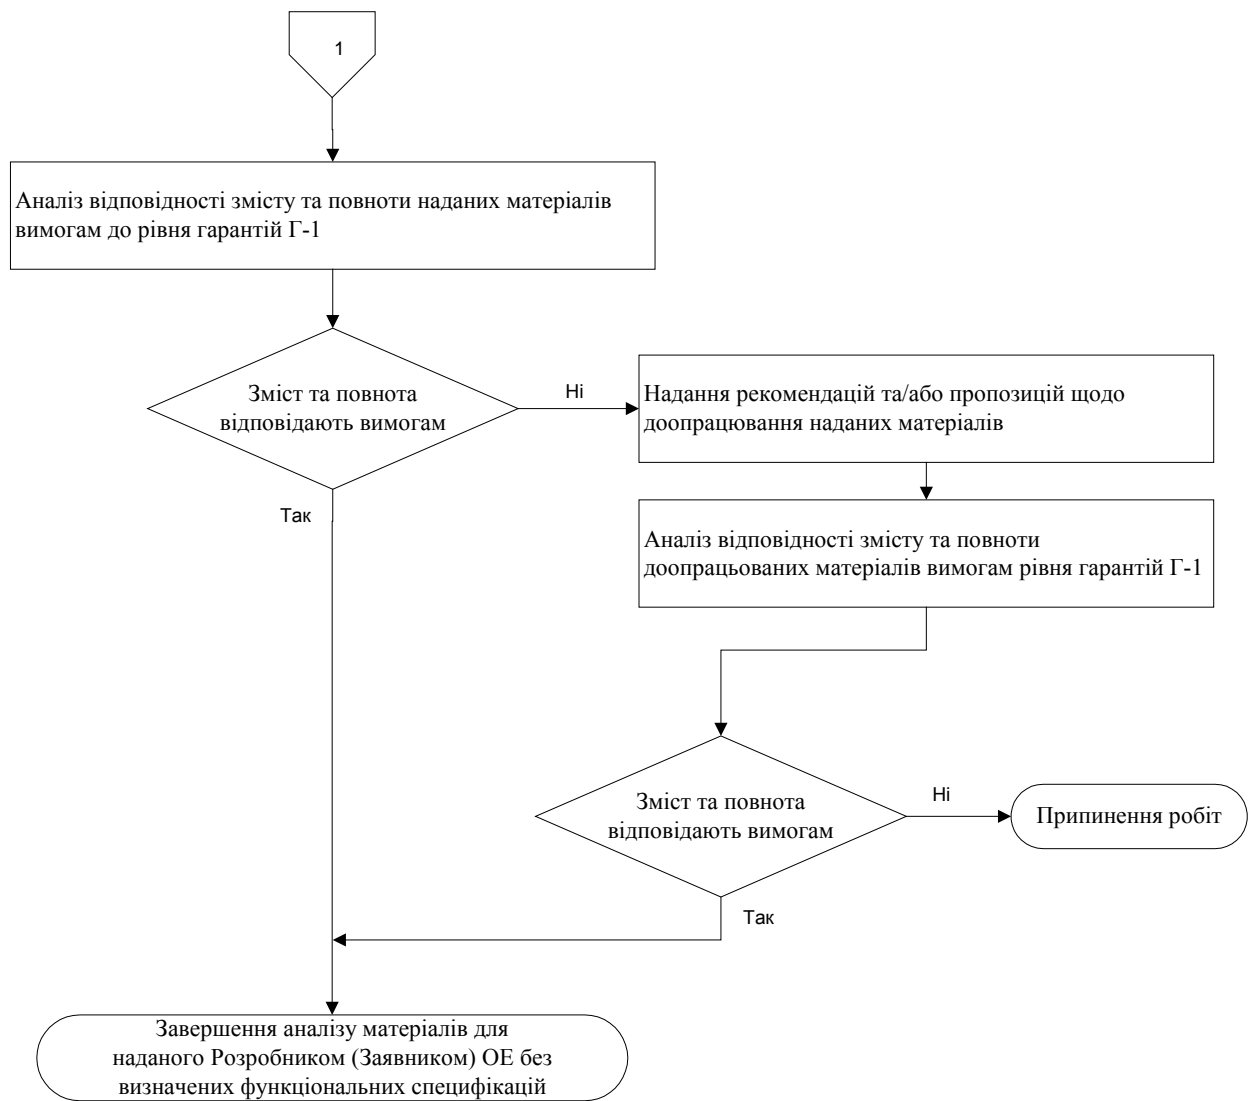 1
Аналіз відповідності змісту та повноти наданих матеріалів
вимогам до рівня гарантій Г-1
Зміст та повнота
відповідають вимогам
Ні
Надання рекомендацій та/або пропозицій щодо
доопрацювання наданих матеріалів
Так
Аналіз відповідності змісту та повноти
доопрацьованих матеріалів вимогам рівня гарантій Г-1
Зміст та повнота
відповідають вимогам
Ні
Припинення робіт
Так
Завершення аналізу матеріалів для
наданого Розробником (Заявником) ОЕ без
визначених функціональних специфікацій